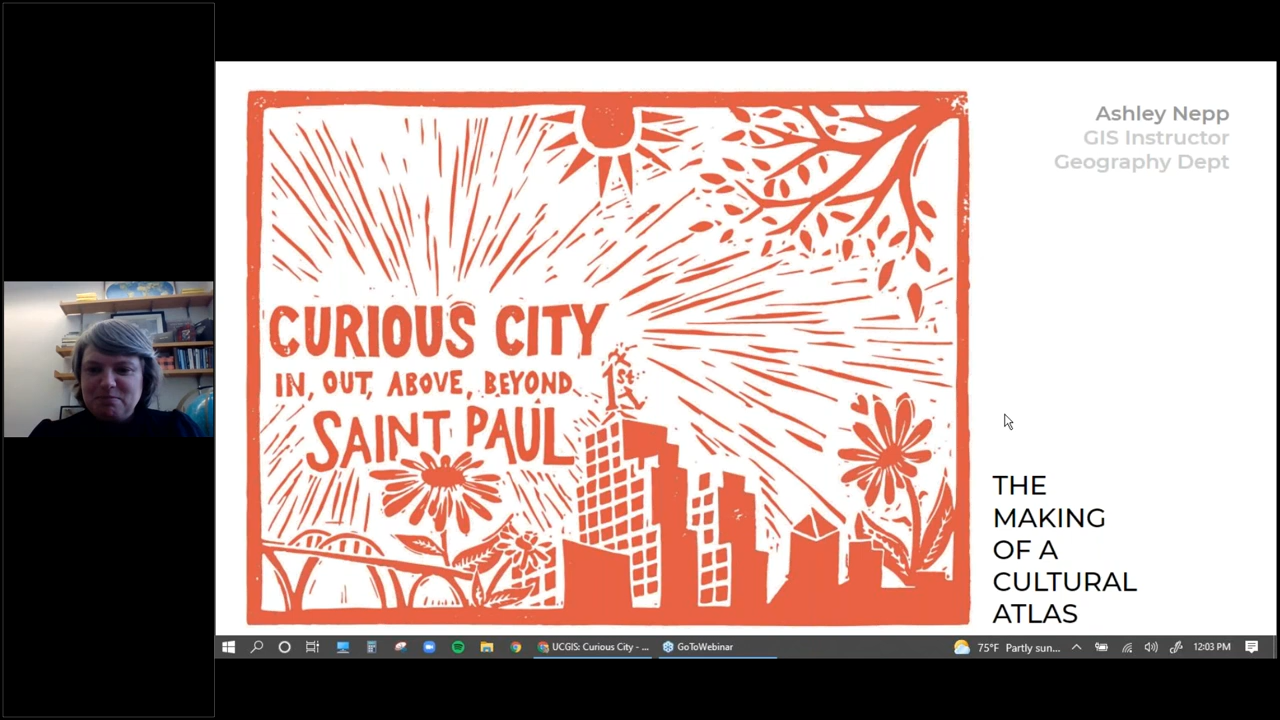 Ashley Nepp
GIS Instructor
Geography Dept
CURIOUS CITY
IN, OUT, ABOVE, BEYOND
SAINT PAUL
1st
THE
MAKING
OF A
CULTURAL
ATLAS
UCGIS: Curious City - ...
GoToWebinar
75°F Partly sun...
12:03 PM